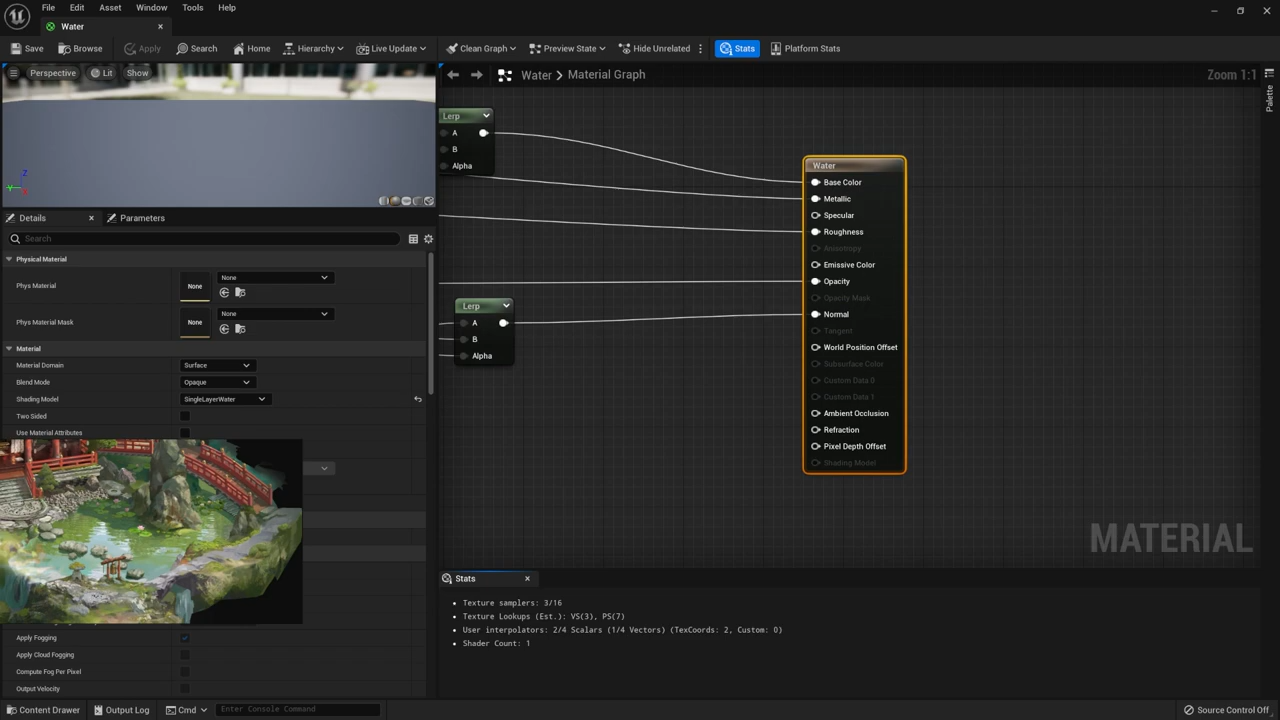 File Edit Asset Window Tools Help
Water
Save Browse Apply Search Home Hierarchy Live Update Clean Graph Preview State Hide Unrelated Stats Platform Stats
Perspective Lit Show
Water Material Graph Zoom 1:1
Palette
Z
Lerp
A
B
Alpha
Details Parameters
Search
Physical Material
Phys Material None None
Phys Material Mask None None
Material
Material Domain Surface
Blend Mode Opaque
Shading Model SingleLayerWater
Two Sided
Use Material Attributes
Apply Fogging
Apply Cloud Fogging
Compute Fog Per Pixel
Output Velocity
Lerp
A
B
Alpha
Water
Base Color
Metallic
Specular
Roughness
Anisotropy
Emissive Color
Opacity
Opacity Mask
Normal
Tangent
World Position Offset
Subsurface Color
Custom Data 0
Custom Data 1
Ambient Occlusion
Refraction
Pixel Depth Offset
Shading Model
MATERIAL
Stats
Texture samplers: 3/16
Texture Lookups (Est.): VS(3), PS(7)
User interpolators: 2/4 Scalars (1/4 Vectors) (TexCoords: 2, Custom: 0)
Shader Count: 1
Content Drawer Output Log Cmd Enter Console Command Source Control Off